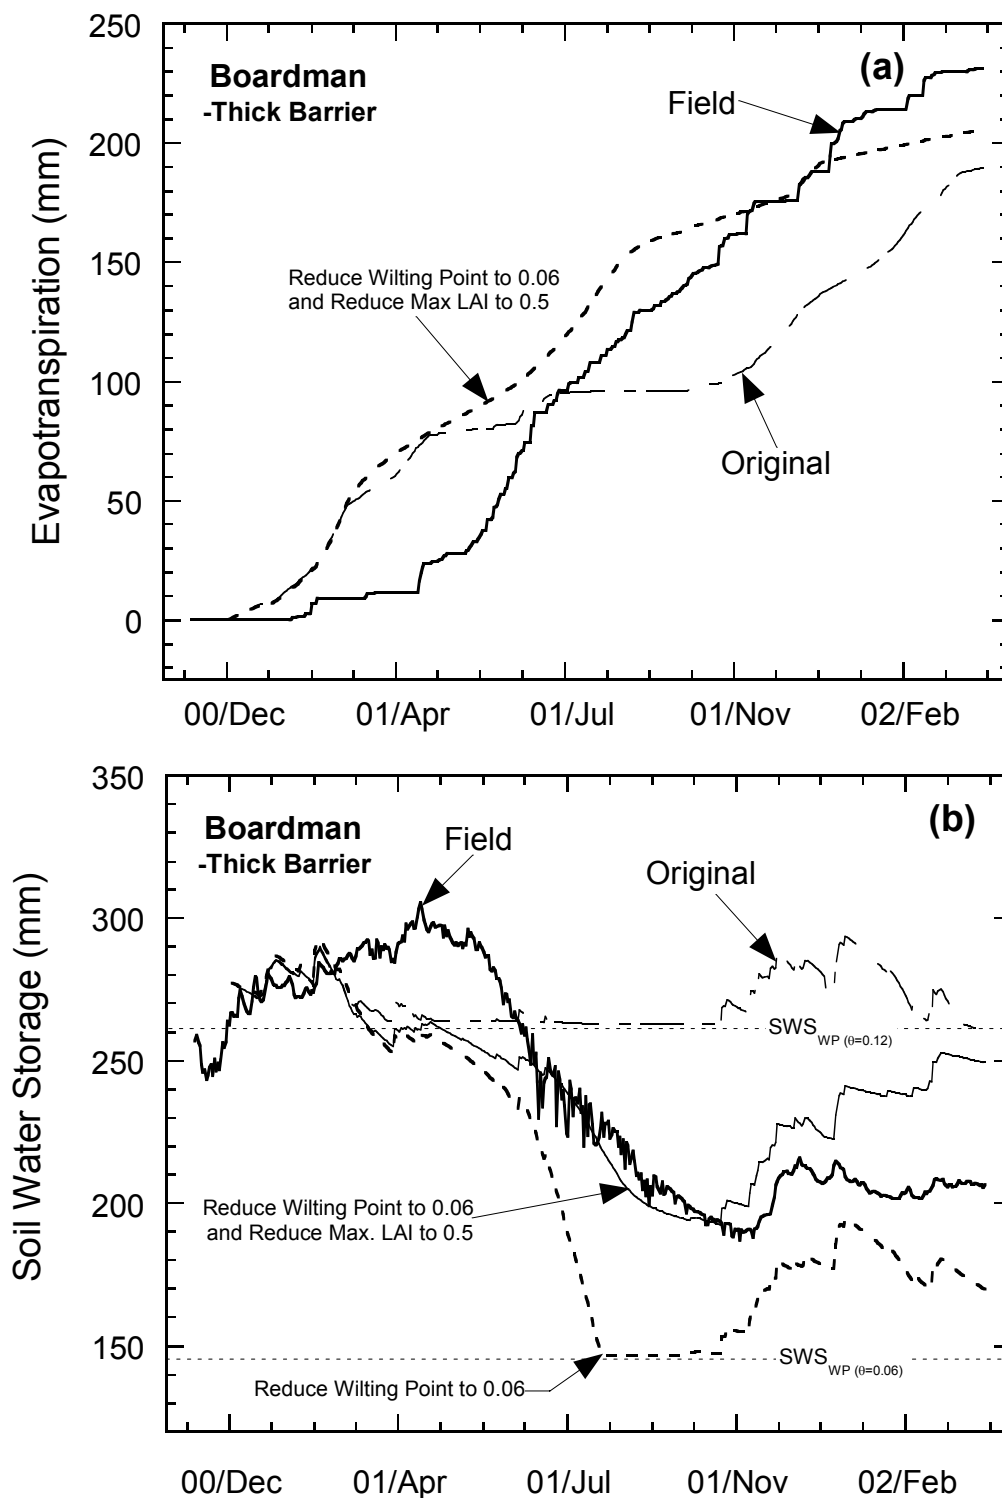 250
200
150
100
50
0
Evapotranspiration (mm)
Boardman
-Thick Barrier
(a)
Field
Reduce Wilting Point to 0.06
and Reduce Max LAI to 0.5
Original
00/Dec 01/Apr 01/Jul 01/Nov 02/Feb
350
300
250
200
150
Soil Water Storage (mm)
Boardman
-Thick Barrier
(b)
Field
Original
SWS WP (θ=0.12)
Reduce Wilting Point to 0.06
and Reduce Max. LAI to 0.5
SWS WP (θ=0.06)
Reduce Wilting Point to 0.06
00/Dec 01/Apr 01/Jul 01/Nov 02/Feb